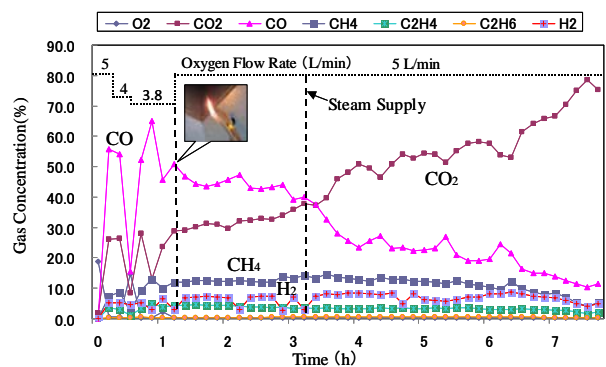 O2 CO2 CO CH4 C2H4 C2H6 H2
Gas Concentration(%)
90.0
80.0
70.0
60.0
50.0
40.0
30.0
20.0
10.0
0.0
5
4
3.8
Oxygen Flow Rate (L/min)
5 L/min
Steam Supply
CO
CO2
CH4
H2
0 1 2 3 4 5 6 7
Time (h)